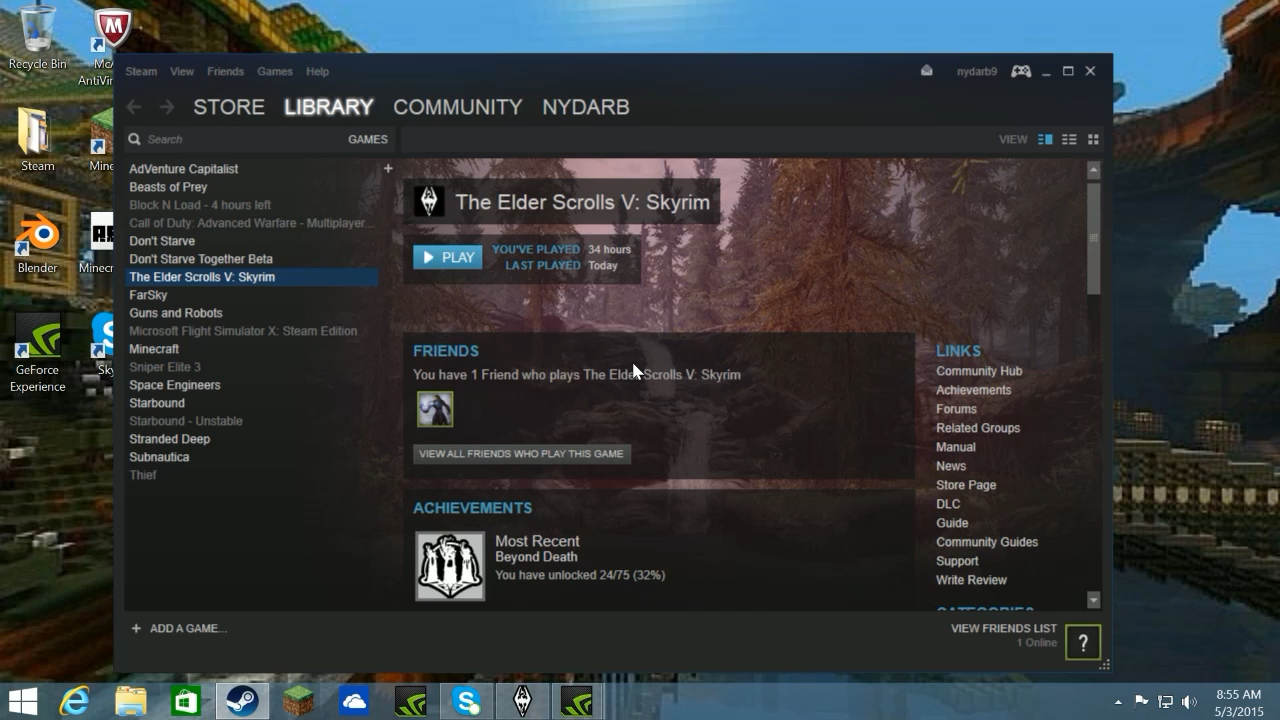 Recycle Bin
AntiVir
Steam
Mine
Blender
Minecr
GeForce
Experience
Sky
Steam View Friends Games Help
nydarb9
STORE LIBRARY COMMUNITY NYDARB
Search GAMES
VIEW
AdVenture Capitalist
Beasts of Prey
Block N Load - 4 hours left
Call of Duty: Advanced Warfare - Multiplayer...
Don't Starve
Don't Starve Together Beta
The Elder Scrolls V: Skyrim
FarSky
Guns and Robots
Microsoft Flight Simulator X: Steam Edition
Minecraft
Sniper Elite 3
Space Engineers
Starbound
Starbound - Unstable
Stranded Deep
Subnautica
Thief
+ ADD A GAME...
The Elder Scrolls V: Skyrim
PLAY
YOU'VE PLAYED 34 hours
LAST PLAYED Today
FRIENDS
You have 1 Friend who plays The Elder Scrolls V: Skyrim
VIEW ALL FRIENDS WHO PLAY THIS GAME
ACHIEVEMENTS
Most Recent
Beyond Death
You have unlocked 24/75 (32%)
LINKS
Community Hub
Achievements
Forums
Related Groups
Manual
News
Store Page
DLC
Guide
Community Guides
Support
Write Review
CATEGORIES
VIEW FRIENDS LIST
1 Online
?
8:55 AM
5/3/2015